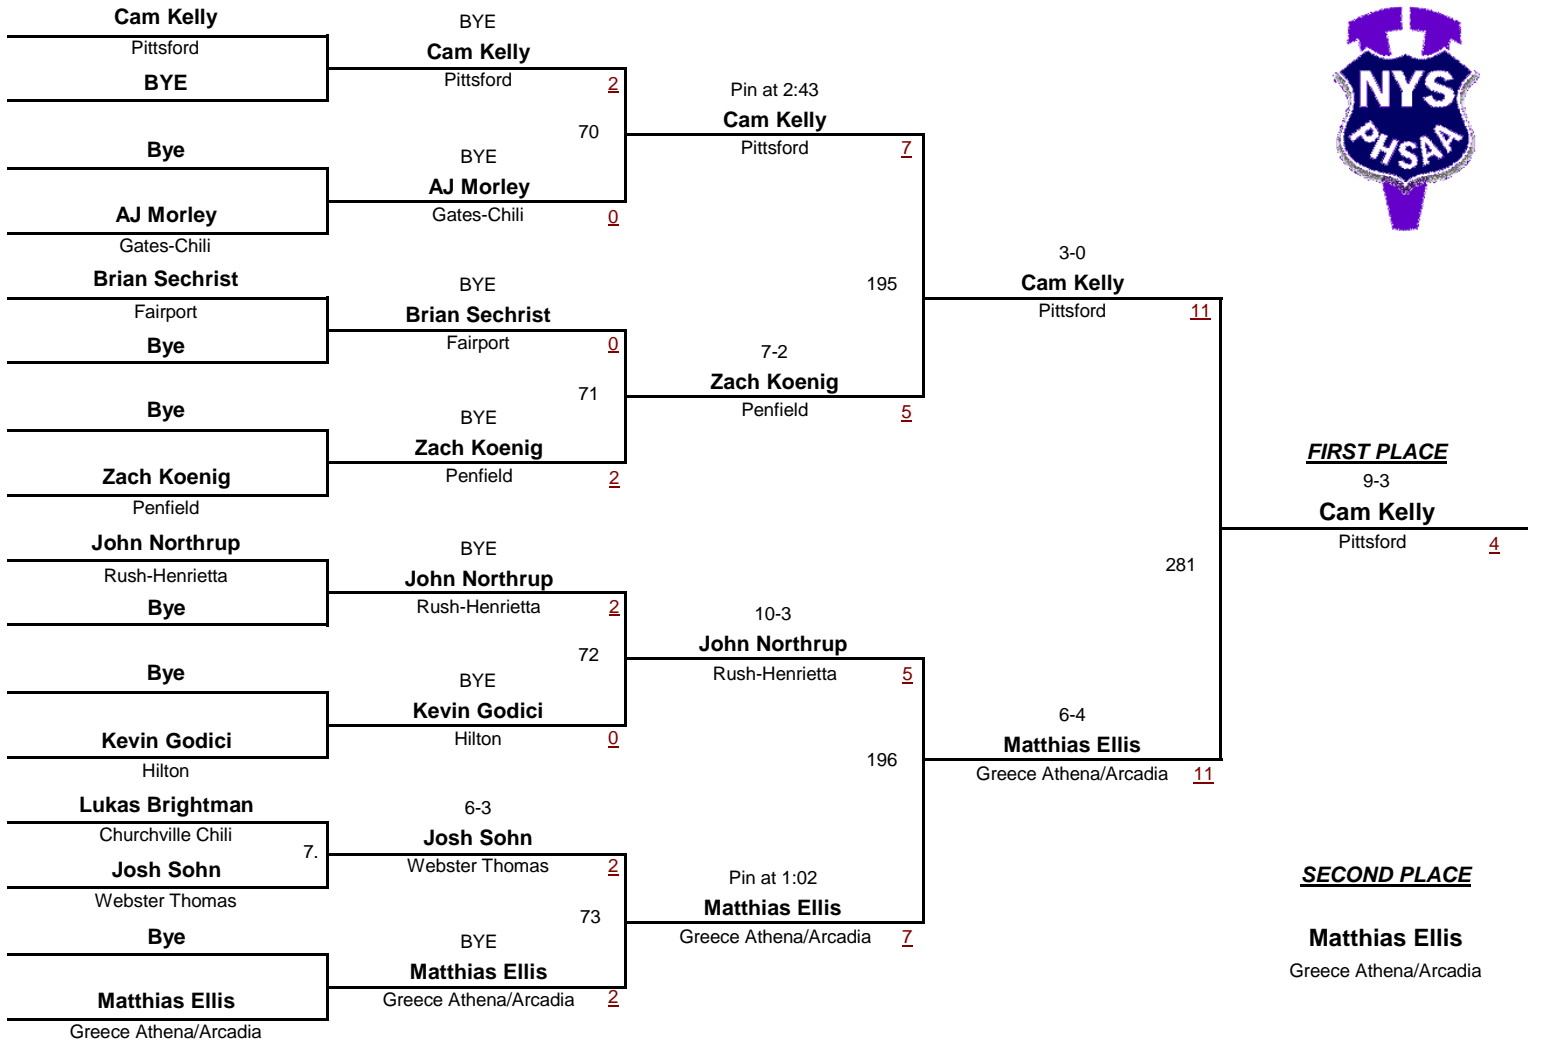 Cam Kelly
Pittsford
BYE
Bye
AJ Morley
Gates-Chili
Brian Sechrist
Fairport
Bye
Bye
Zach Koenig
Penfield
John Northrup
Rush-Henrietta
Bye
Bye
Kevin Godici
Hilton
Lukas Brightman
Churchville Chili
7.
Josh Sohn
Webster Thomas
Bye
Matthias Ellis
Greece Athena/Arcadia
BYE
Cam Kelly
Pittsford
2
70
BYE
AJ Morley
Gates-Chili
0
BYE
Brian Sechrist
Fairport
0
71
BYE
Zach Koenig
Penfield
2
BYE
John Northrup
Rush-Henrietta
2
72
BYE
Kevin Godici
Hilton
0
6-3
Josh Sohn
Webster Thomas
2
73
BYE
Matthias Ellis
Greece Athena/Arcadia
2
Pin at 2:43
Cam Kelly
Pittsford
7
195
7-2
Zach Koenig
Penfield
5
10-3
John Northrup
Rush-Henrietta
5
196
Pin at 1:02
Matthias Ellis
Greece Athena/Arcadia
7
3-0
Cam Kelly
Pittsford
11
281
6-4
Matthias Ellis
Greece Athena/Arcadia
11
NYS
PHSAA
FIRST PLACE
9-3
Cam Kelly
Pittsford
4
SECOND PLACE
Matthias Ellis
Greece Athena/Arcadia